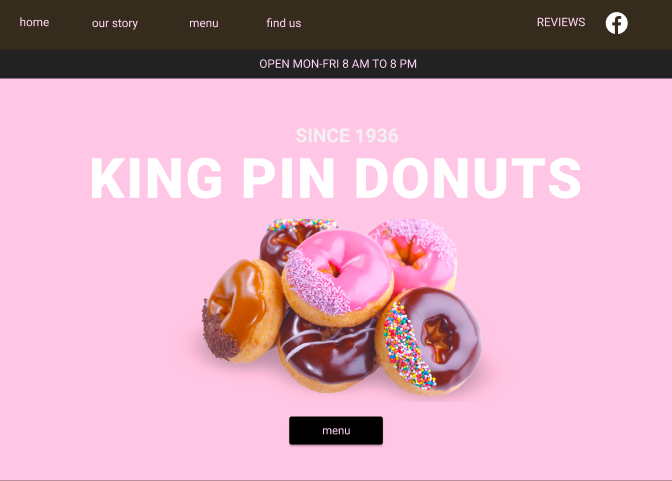 home our story menu find us REVIEWS
OPEN MON-FRI 8 AM TO 8 PM
SINCE 1936
KING PIN DONUTS
menu